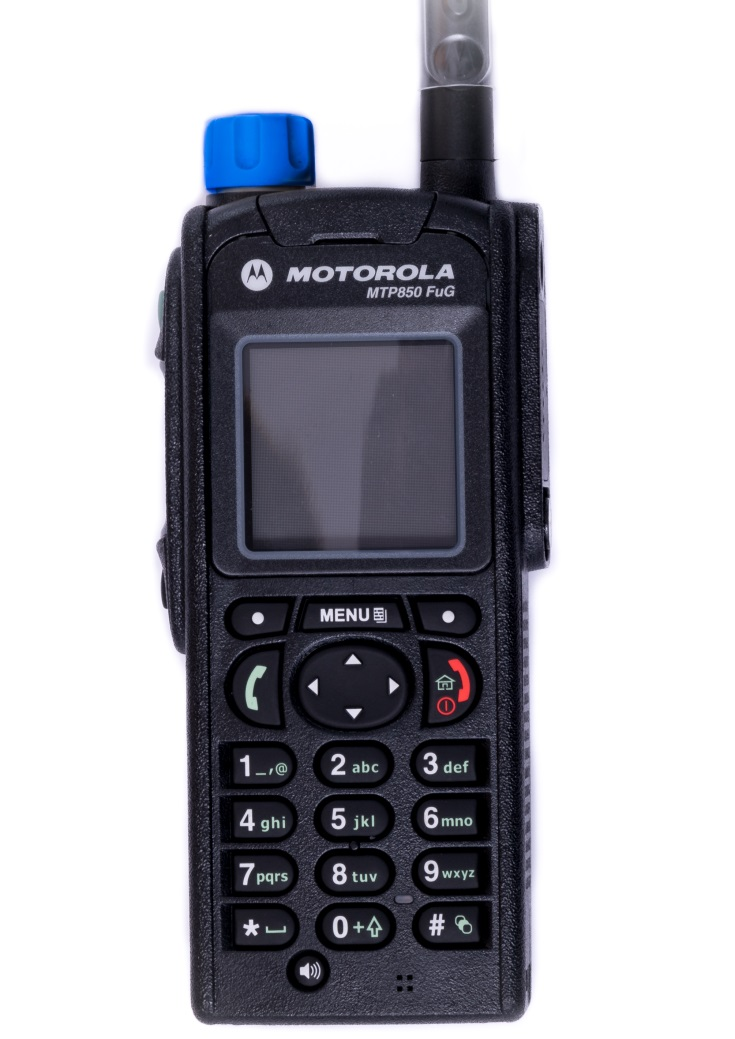 MOTOROLA
MTP850 FuG
MENU
1_,@ 2 abc 3 def
4 ghi 5 jkl 6 mno
7 pqrs 8 tuv 9 wxyz
* 0 + #